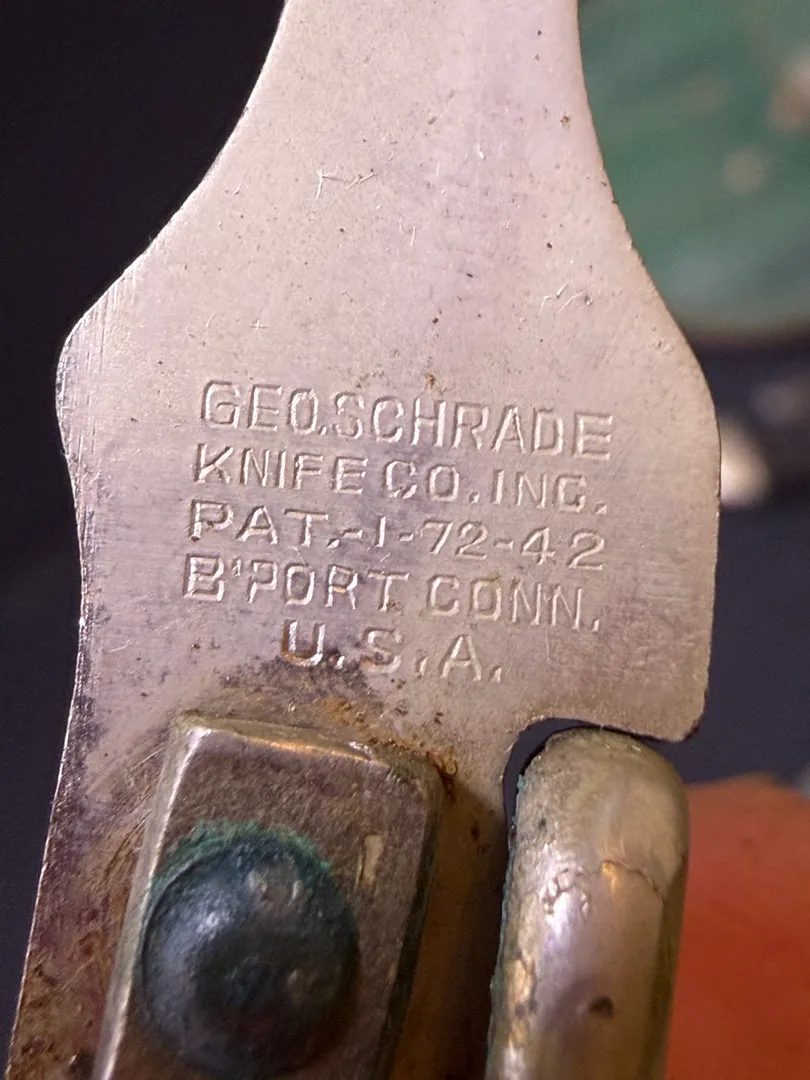 GEO.SCHRADE
KNIFE CO. INC.
PAT.-1-72-42
B'PORT CONN.
U.S.A.